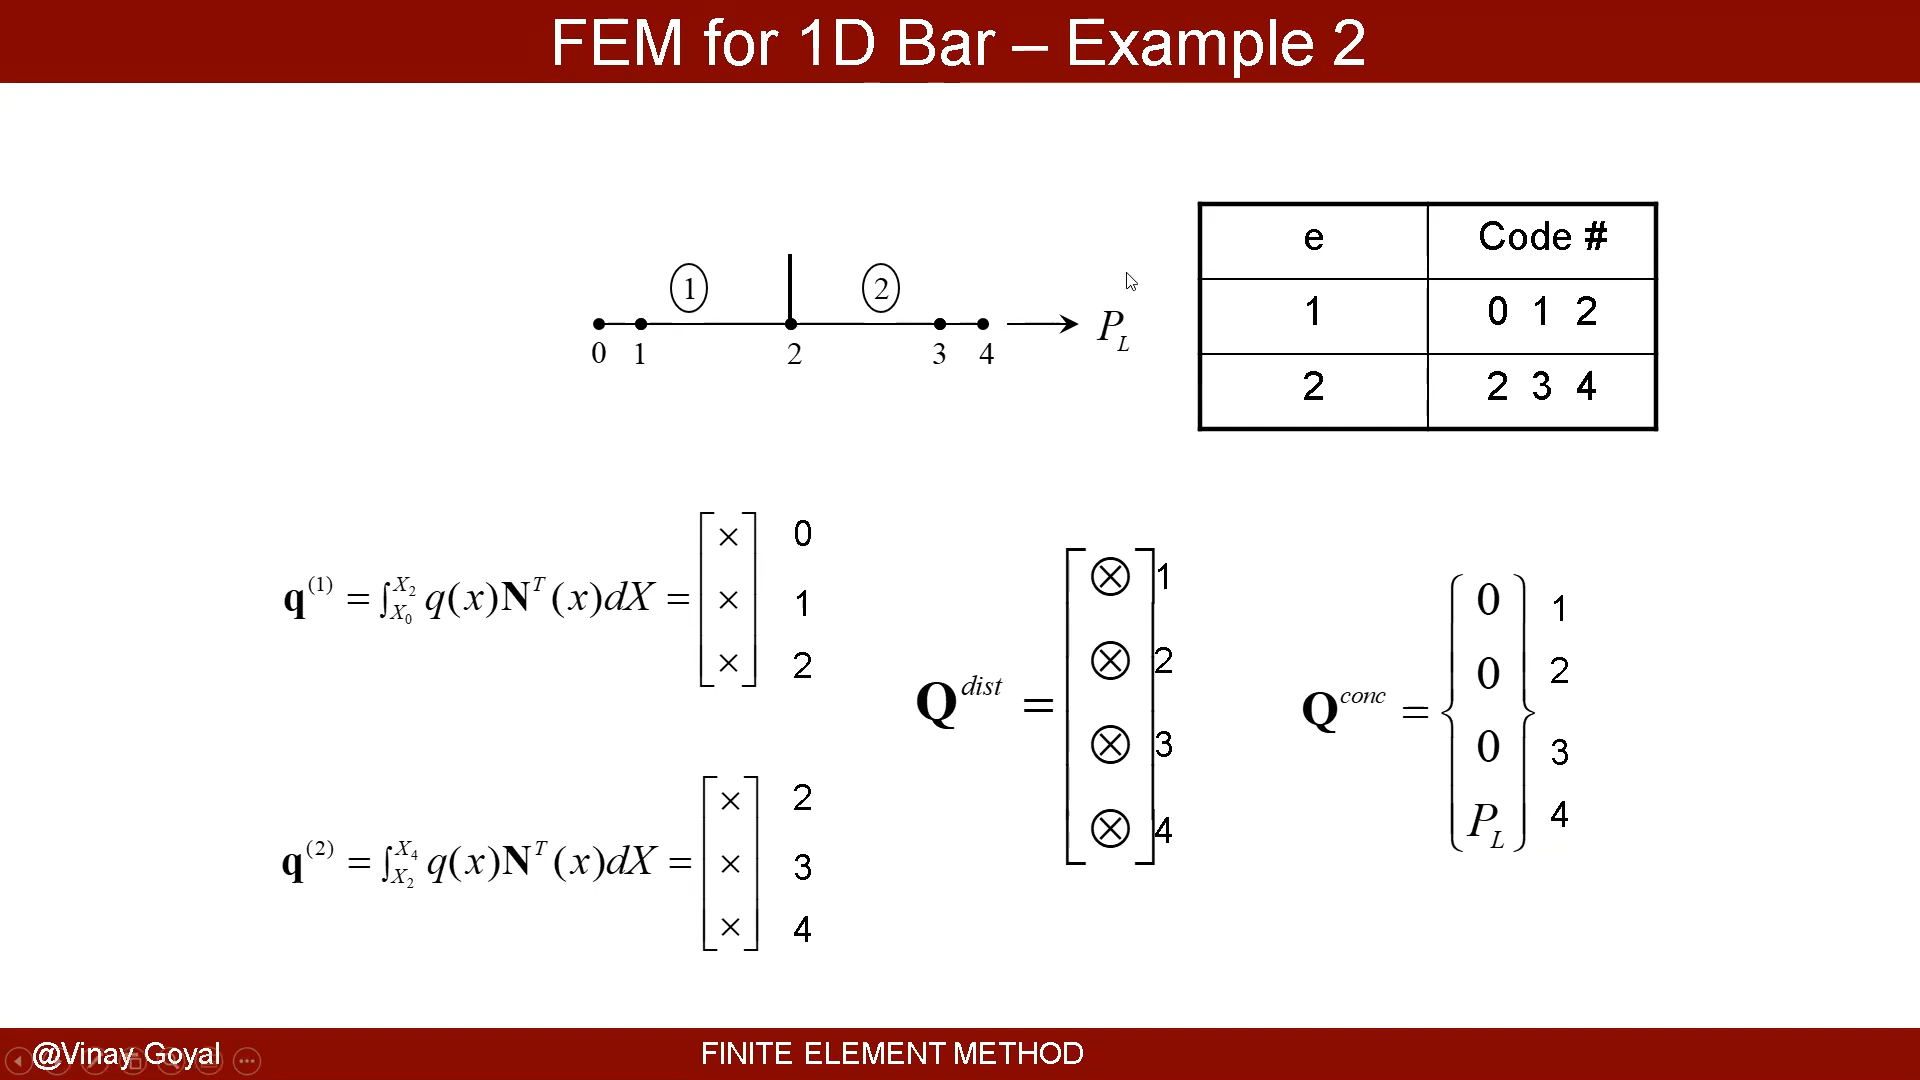 FEM for 1D Bar – Example 2
1 2
0 1 2 3 4
P_L
e Code #
1 0 1 2
2 2 3 4
q^(1) = ∫_{X_0}^{X_2} q(x)N^T(x)dX = [× × ×] 0 1 2
q^(2) = ∫_{X_2}^{X_4} q(x)N^T(x)dX = [× × ×] 2 3 4
Q^dist = [⊗ ⊗ ⊗ ⊗] 1 2 3 4
Q^conc = {0 0 0 P_L} 1 2 3 4
@Vinay Goyal
FINITE ELEMENT METHOD